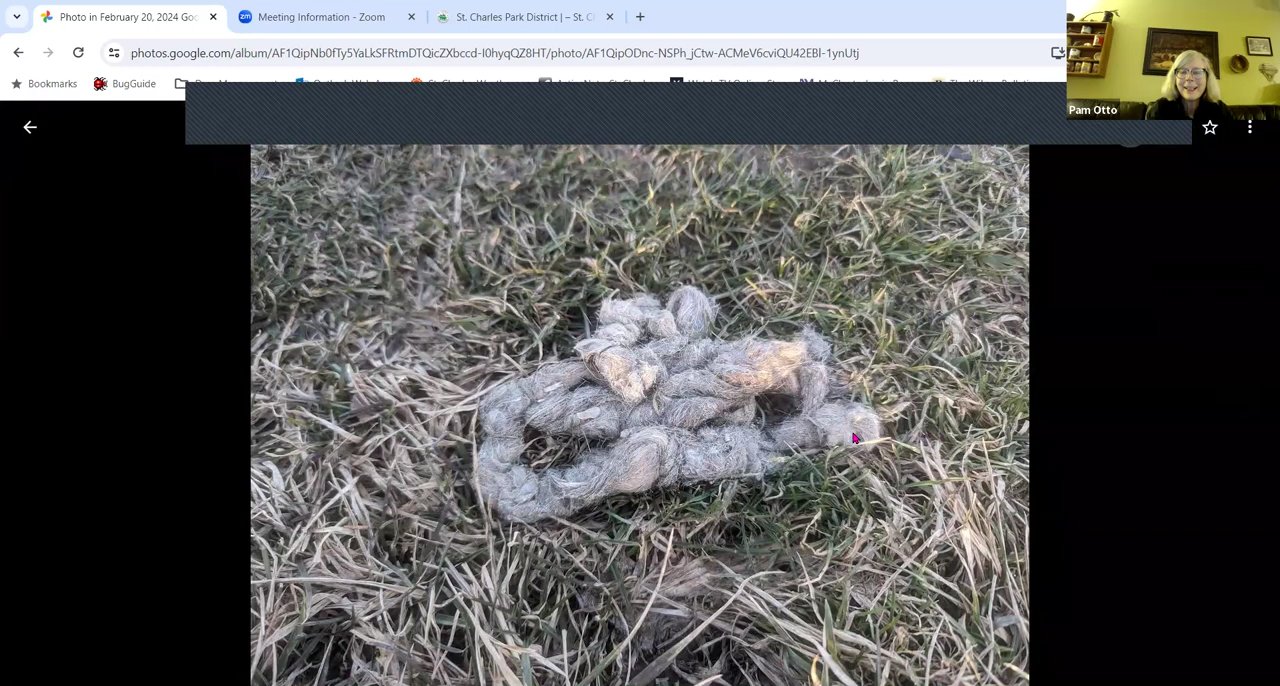 Photo in February 20, 2024 Goo
Meeting Information - Zoom
St. Charles Park District | – St. C
photos.google.com/album/AF1QipNb0fTy5YaLkSFRtmDTQicZXbccd-I0hyqQZ8HT/photo/AF1QipODnc-NSPh_jCtw-ACMeV6cviQU42EBI-1ynUtj
Bookmarks
BugGuide
Pam Otto